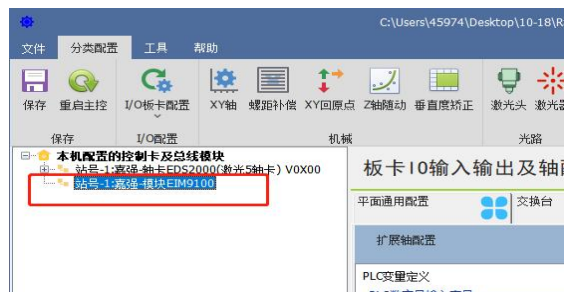 C:\Users\45974\Desktop\10-18\R
文件 分类配置 工具 帮助
保存 重启主控 I/O板卡配置 XY轴 螺距补偿 XY回原点 Z轴随动 垂直度矫正 激光头 激光器
保存 I/O配置 机械 光路
本机配置的控制卡及总线模块
站号-1:嘉强-轴卡EDS2000(激光5轴卡) V0X00
站号-1:嘉强-模块EIM9100
板卡IO输入输出及轴
平面通用配置 交换台
扩展轴配置
PLC变量定义